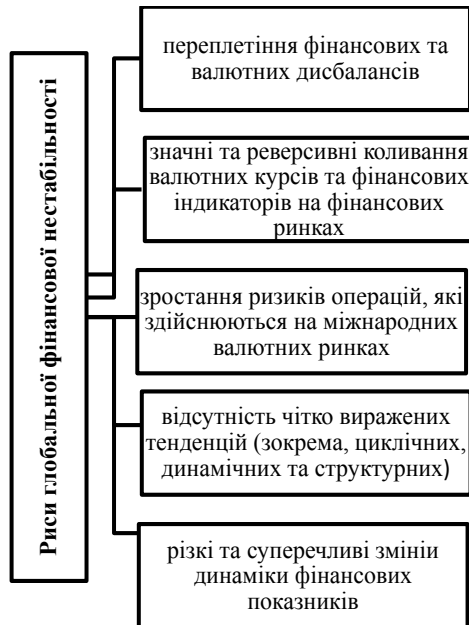 Риси глобальної фінансової нестабільності
переплетіння фінансових та
валютних дисбалансів
значні та реверсивні коливання
валютних курсів та фінансових
індикаторів на фінансових
ринках
зростання ризиків операцій, які
здійснюються на міжнародних
валютних ринках
відсутність чітко виражених
тенденцій (зокрема, циклічних,
динамічних та структурних)
різкі та суперечливі змініи
динаміки фінансових
показників